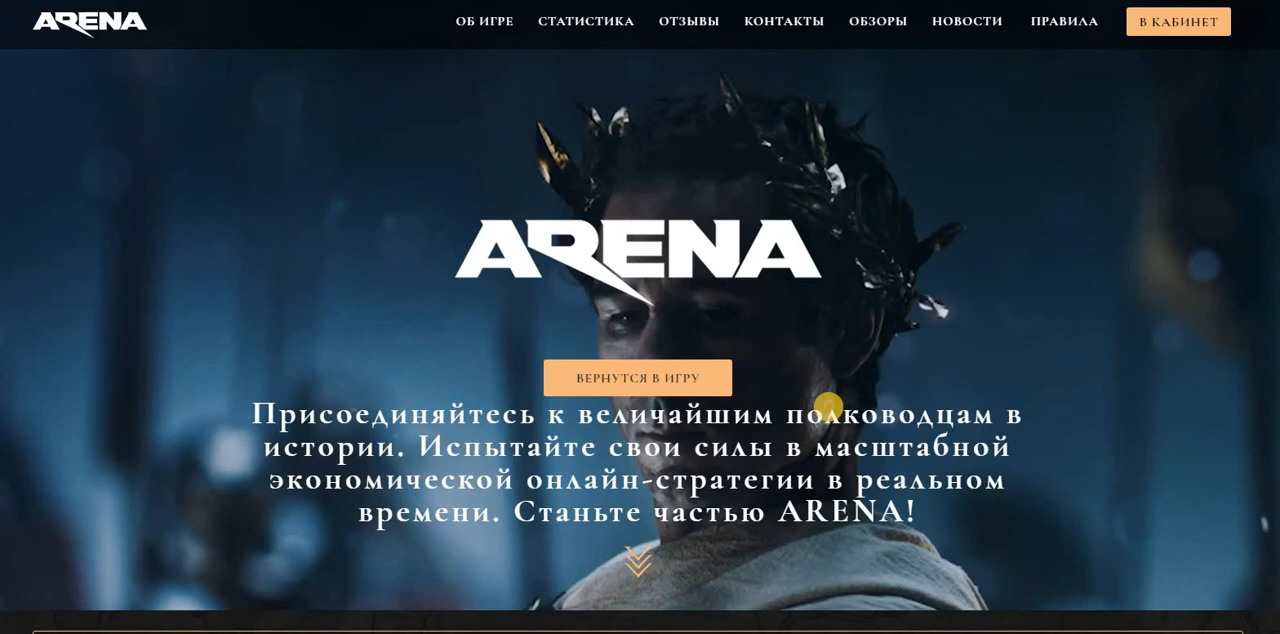 ARENA
ОБ ИГРЕ СТАТИСТИКА ОТЗЫВЫ КОНТАКТЫ ОБЗОРЫ НОВОСТИ ПРАВИЛА В КАБИНЕТ
ARENA
ВЕРНУТСЯ В ИГРУ
Присоединяйтесь к величайшим полководцам в
истории. Испытайте свои силы в масштабной
экономической онлайн-стратегии в реальном
времени. Станьте частью ARENA!